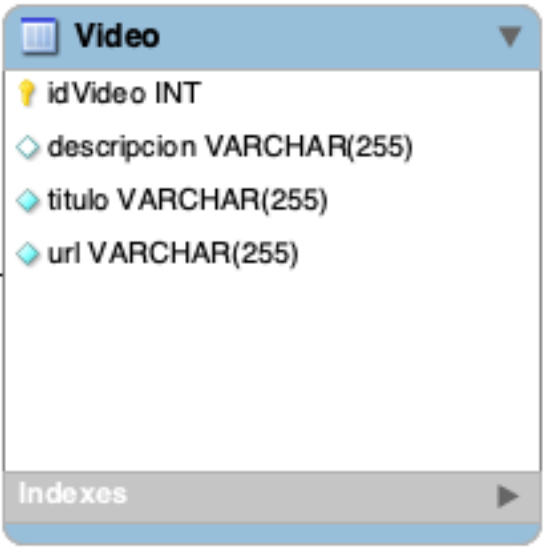 Video
idVideo INT
descripcion VARCHAR(255)
titulo VARCHAR(255)
url VARCHAR(255)
Indexes